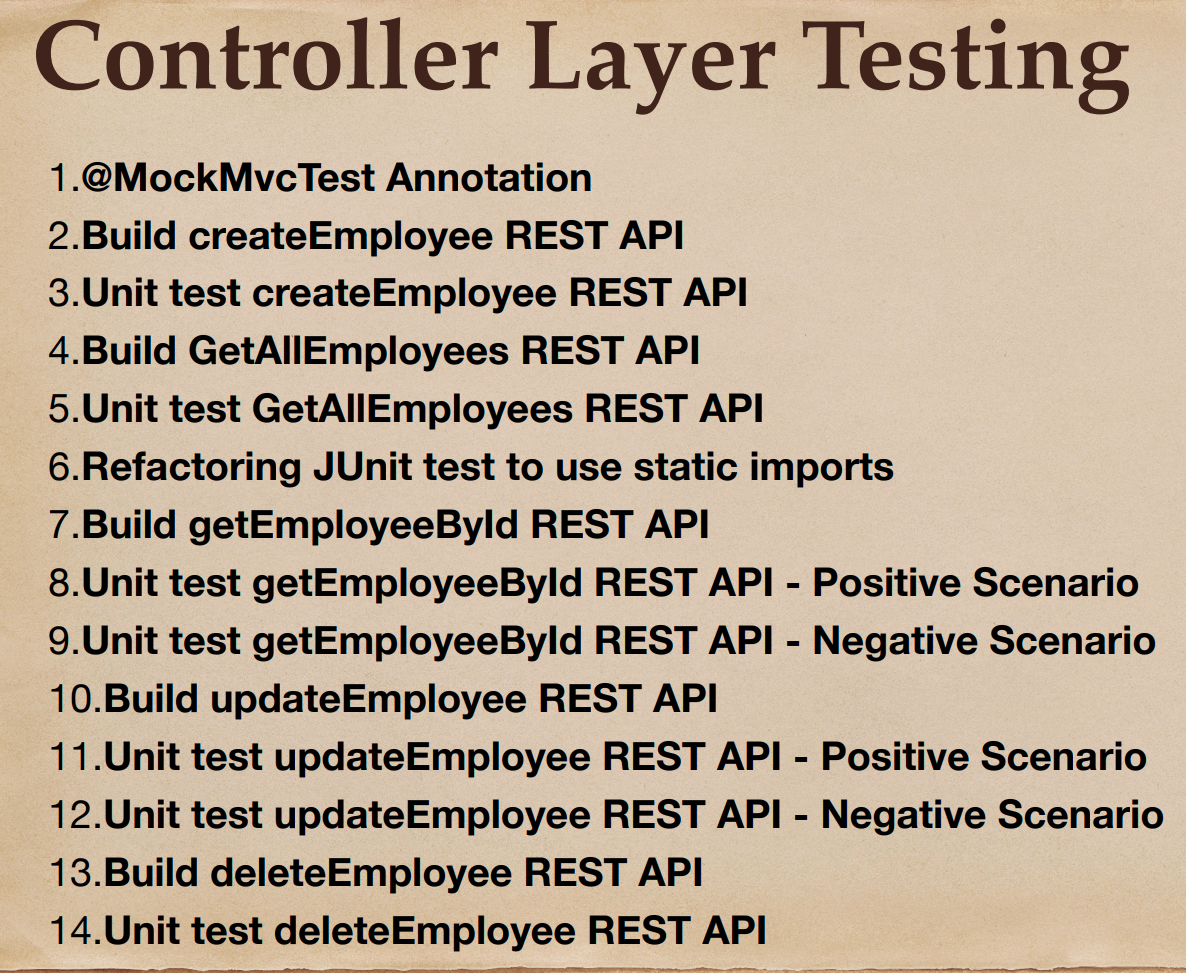 Controller Layer Testing
1.@MockMvcTest Annotation
2.Build createEmployee REST API
3.Unit test createEmployee REST API
4.Build GetAllEmployees REST API
5.Unit test GetAllEmployees REST API
6.Refactoring JUnit test to use static imports
7.Build getEmployeeById REST API
8.Unit test getEmployeeById REST API - Positive Scenario
9.Unit test getEmployeeById REST API - Negative Scenario
10.Build updateEmployee REST API
11.Unit test updateEmployee REST API - Positive Scenario
12.Unit test updateEmployee REST API - Negative Scenario
13.Build deleteEmployee REST API
14.Unit test deleteEmployee REST API